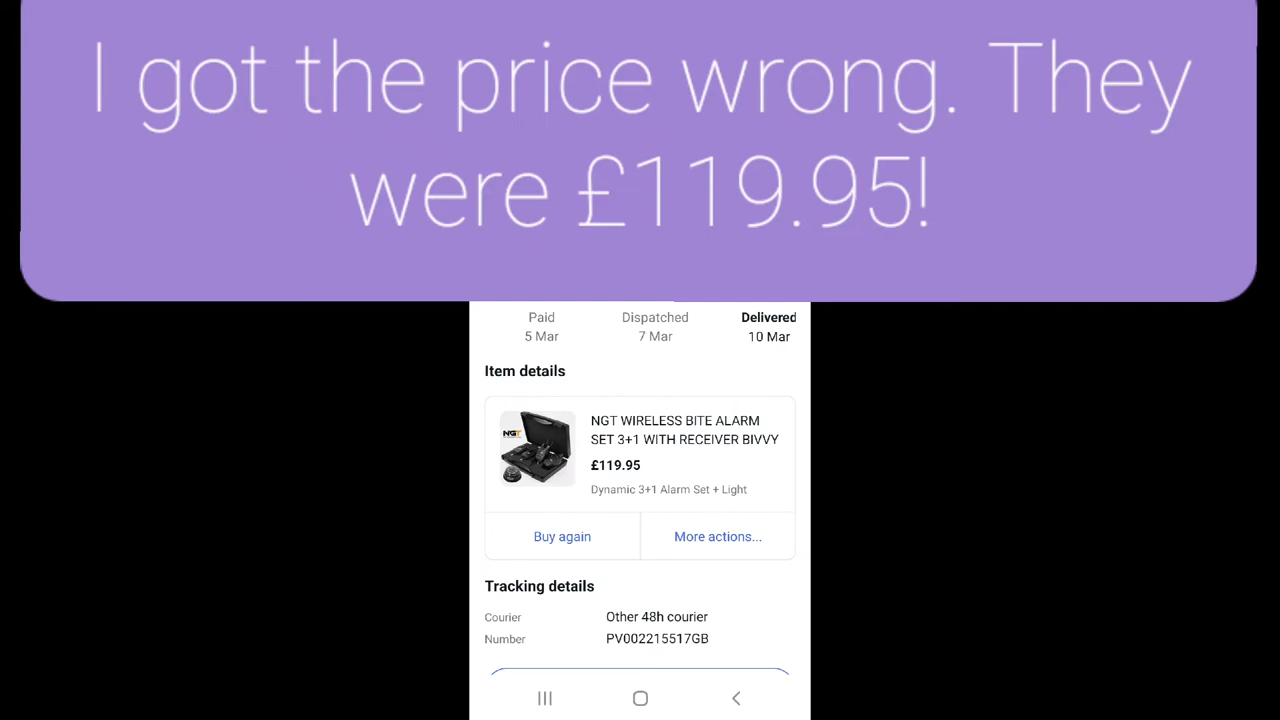 I got the price wrong. They
were £119.95!
Paid Dispatched Delivered
5 Mar 7 Mar 10 Mar
Item details
NGT
NGT WIRELESS BITE ALARM
SET 3+1 WITH RECEIVER BIVVY
£119.95
Dynamic 3+1 Alarm Set + Light
Buy again More actions...
Tracking details
Courier Other 48h courier
Number PV002215517GB